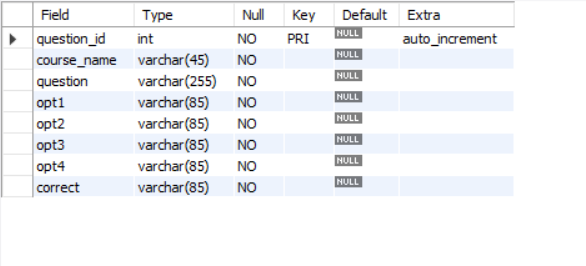 Field Type Null Key Default Extra
question_id int NO PRI NULL auto_increment
course_name varchar(45) NO NULL
question varchar(255) NO NULL
opt1 varchar(85) NO NULL
opt2 varchar(85) NO NULL
opt3 varchar(85) NO NULL
opt4 varchar(85) NO NULL
correct varchar(85) NO NULL